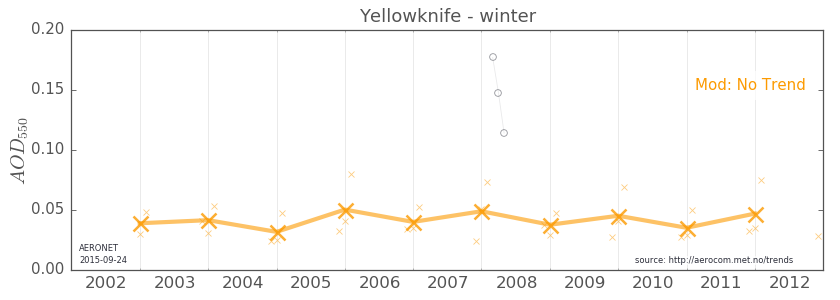 Yellowknife - winter
0.20
0.15
0.10
0.05
0.00
AOD550
Mod: No Trend
AERONET
2015-09-24
source: http://aerocom.met.no/trends
2002 2003 2004 2005 2006 2007 2008 2009 2010 2011 2012